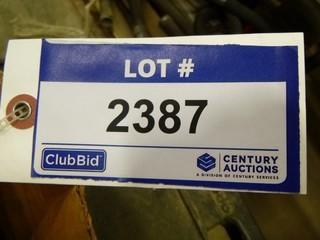 LOT #
2387
ClubBid
CENTURY
AUCTIONS
A DIVISION OF CENTURY SERVICES